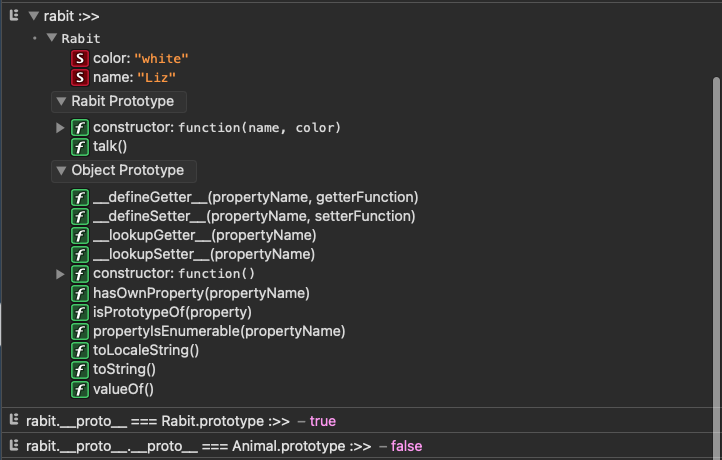 rabit :>>
Rabit
S color: "white"
S name: "Liz"
Rabit Prototype
f constructor: function(name, color)
f talk()
Object Prototype
f __defineGetter__(propertyName, getterFunction)
f __defineSetter__(propertyName, setterFunction)
f __lookupGetter__(propertyName)
f __lookupSetter__(propertyName)
f constructor: function()
f hasOwnProperty(propertyName)
f isPrototypeOf(property)
f propertyIsEnumerable(propertyName)
f toLocaleString()
f toString()
f valueOf()
rabit.__proto__ === Rabit.prototype :>> – true
rabit.__proto__.__proto__ === Animal.prototype :>> – false